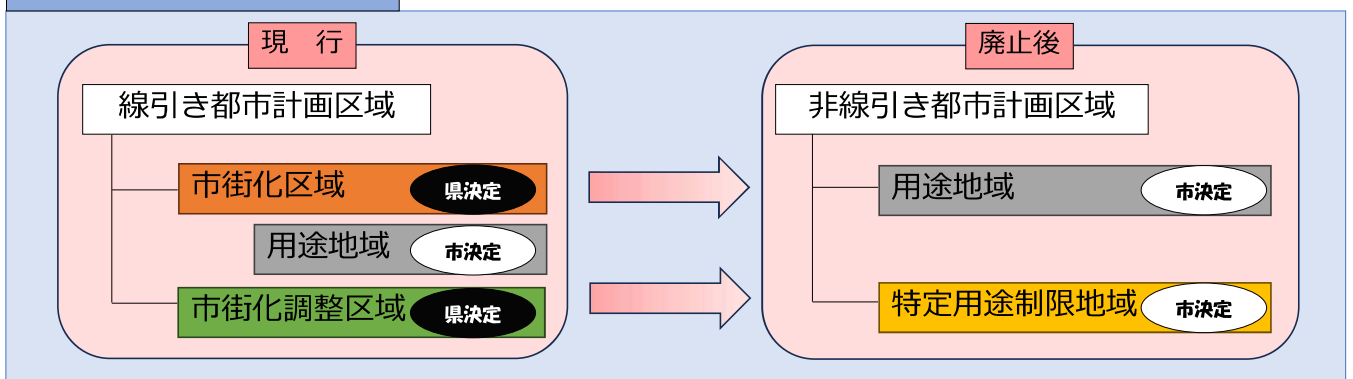 現　行
線引き都市計画区域
市街化区域 県決定
用途地域 市決定
市街化調整区域 県決定
廃止後
非線引き都市計画区域
用途地域 市決定
特定用途制限地域 市決定